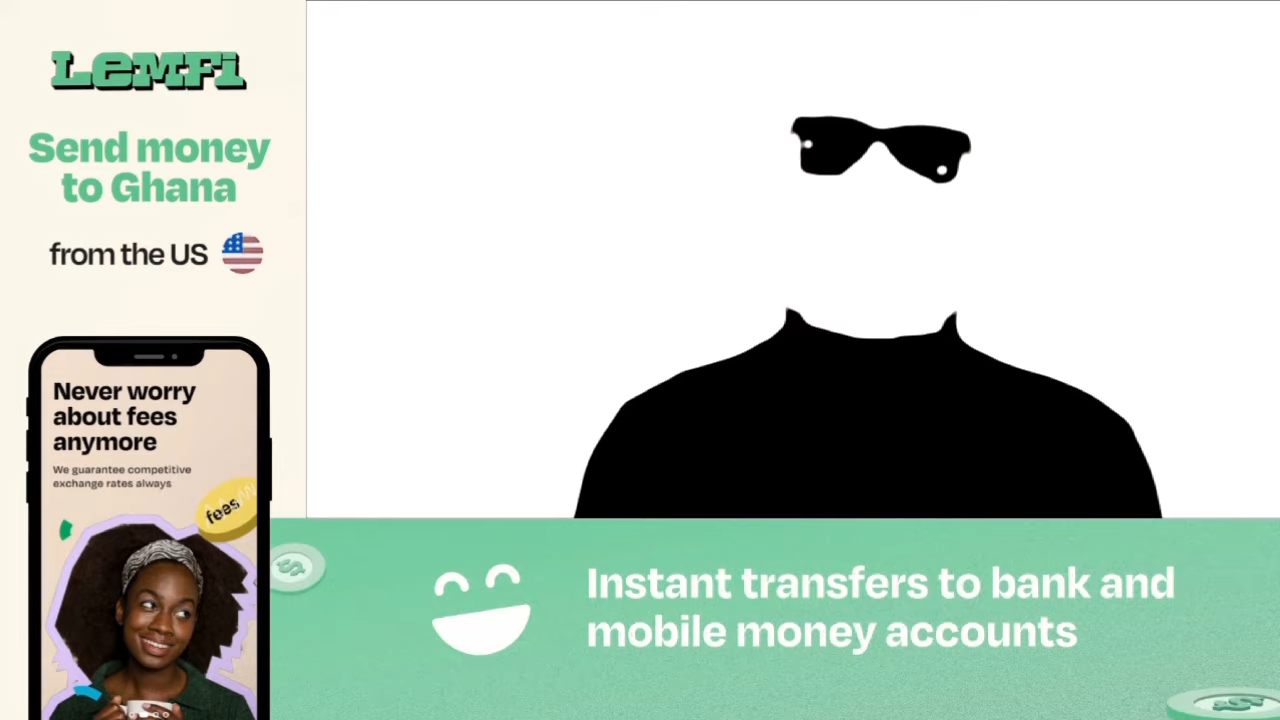 LeMFi
Send money
to Ghana
from the US
Never worry
about fees
anymore
We guarantee competitive
exchange rates always
fees
Instant transfers to bank and
mobile money accounts